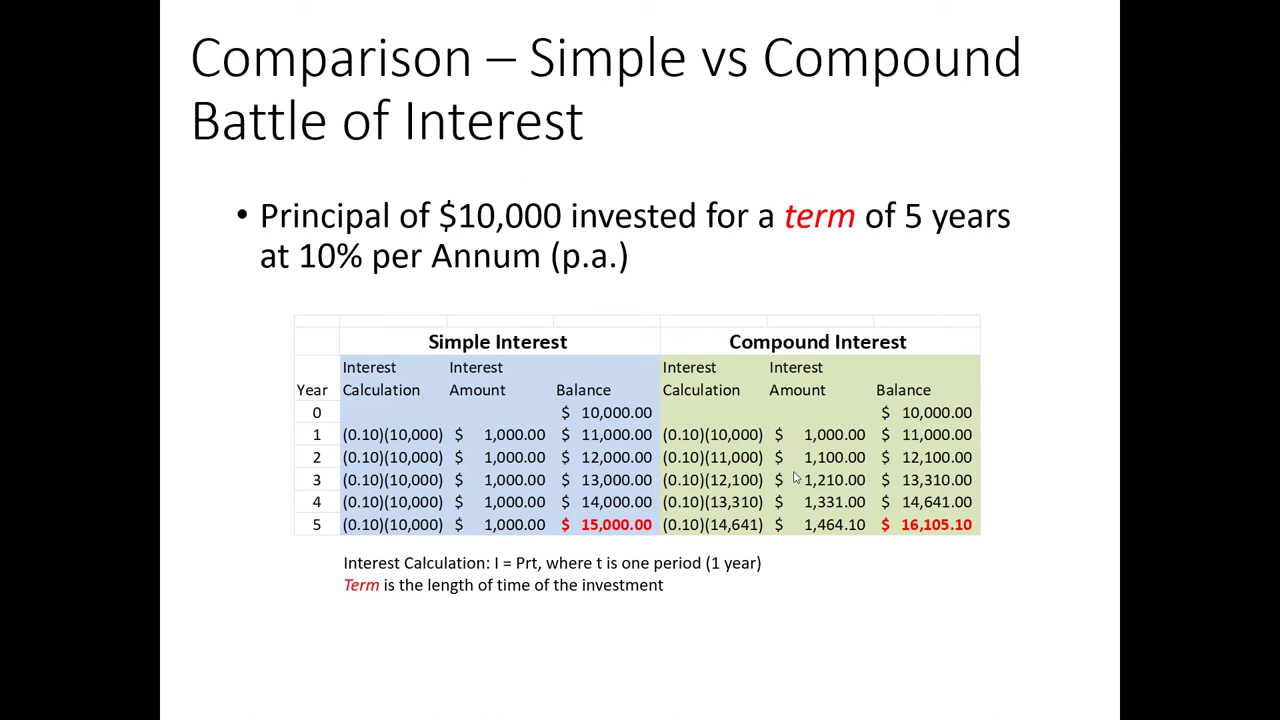 Comparison – Simple vs Compound
Battle of Interest
• Principal of $10,000 invested for a term of 5 years
at 10% per Annum (p.a.)
Simple Interest Compound Interest
Interest Interest Interest Interest
Year Calculation Amount Balance Calculation Amount Balance
0 $ 10,000.00 $ 10,000.00
1 (0.10)(10,000) $ 1,000.00 $ 11,000.00 (0.10)(10,000) $ 1,000.00 $ 11,000.00
2 (0.10)(10,000) $ 1,000.00 $ 12,000.00 (0.10)(11,000) $ 1,100.00 $ 12,100.00
3 (0.10)(10,000) $ 1,000.00 $ 13,000.00 (0.10)(12,100) $ 1,210.00 $ 13,310.00
4 (0.10)(10,000) $ 1,000.00 $ 14,000.00 (0.10)(13,310) $ 1,331.00 $ 14,641.00
5 (0.10)(10,000) $ 1,000.00 $ 15,000.00 (0.10)(14,641) $ 1,464.10 $ 16,105.10
Interest Calculation: I = Prt, where t is one period (1 year)
Term is the length of time of the investment